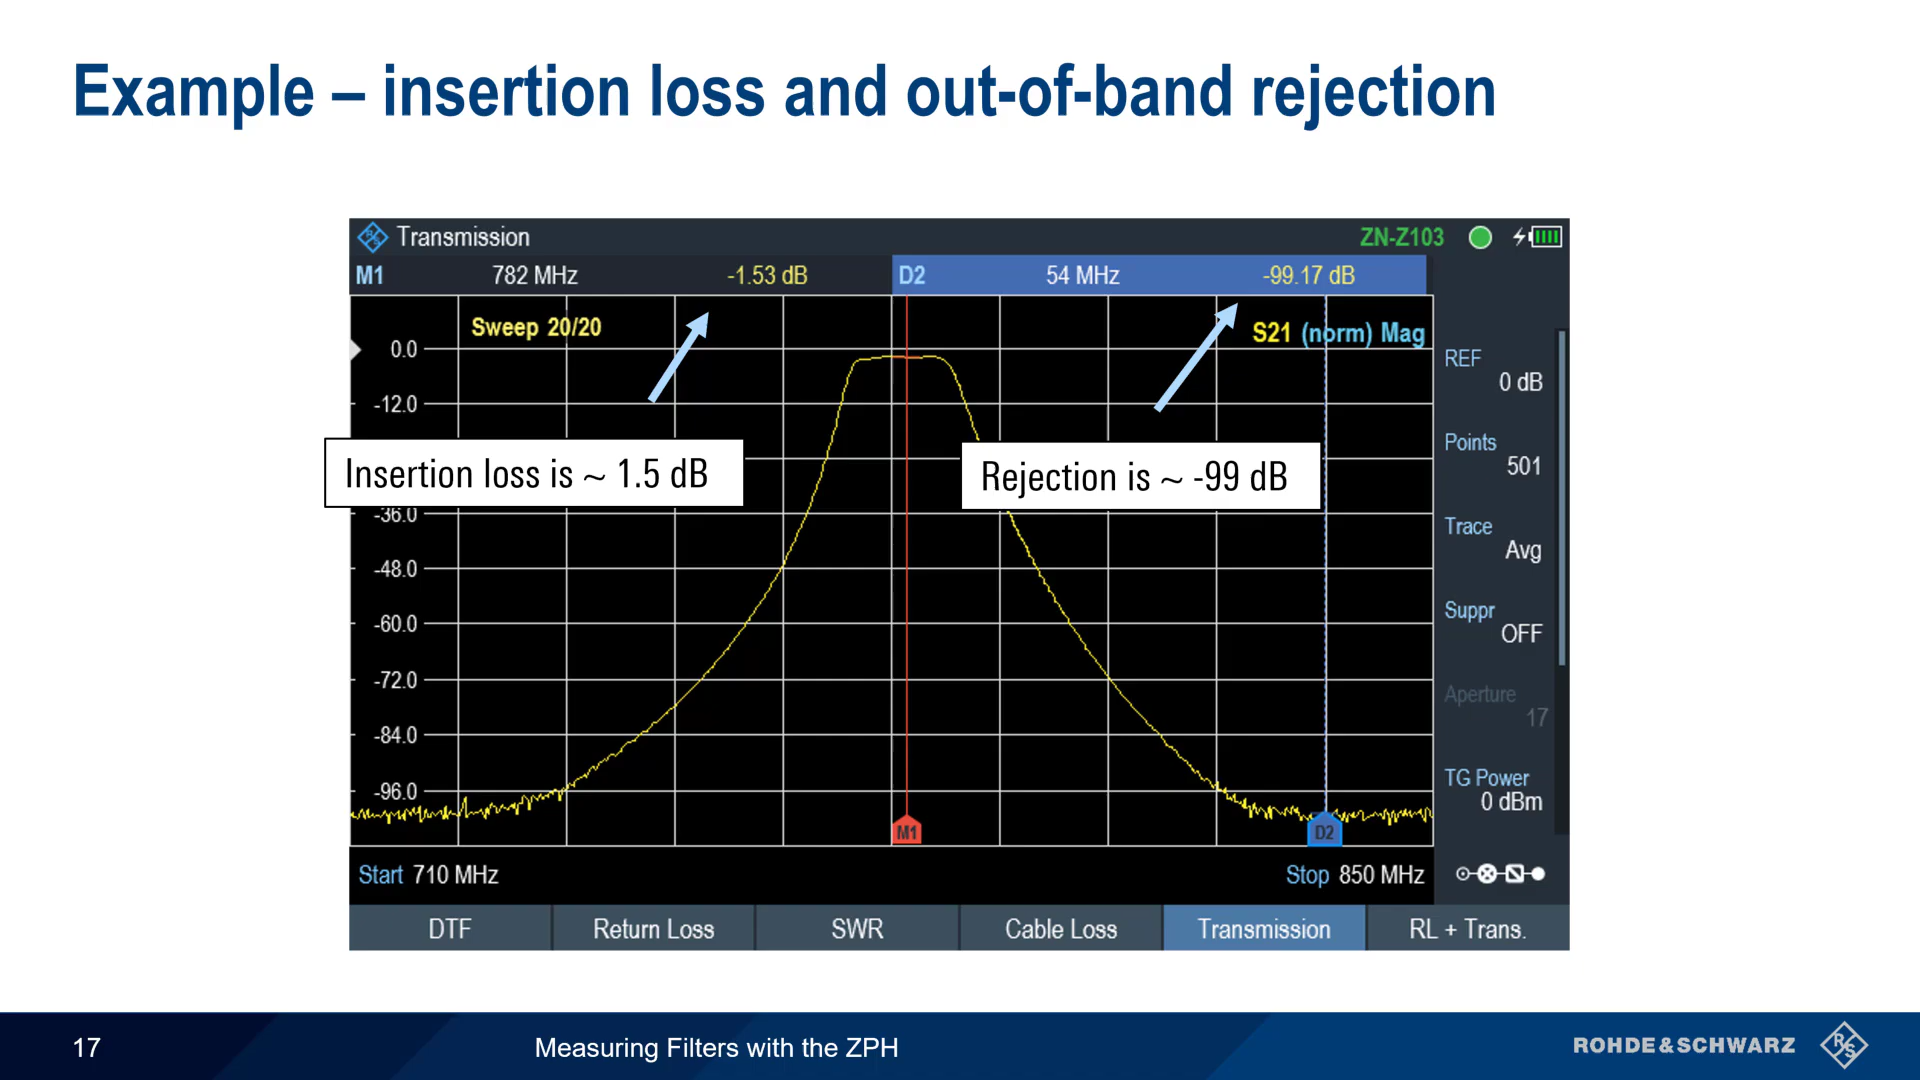 Example – insertion loss and out-of-band rejection
Transmission
ZN-Z103
M1 782 MHz -1.53 dB D2 54 MHz -99.17 dB
Sweep 20/20
S21 (norm) Mag
0.0
-12.0
-36.0
-48.0
-60.0
-72.0
-84.0
-96.0
Insertion loss is ~ 1.5 dB
Rejection is ~ -99 dB
M1
D2
REF
0 dB
Points
501
Trace
Avg
Suppr
OFF
Aperture
17
TG Power
0 dBm
Start 710 MHz
Stop 850 MHz
DTF Return Loss SWR Cable Loss Transmission RL + Trans.
17
Measuring Filters with the ZPH
ROHDE&SCHWARZ